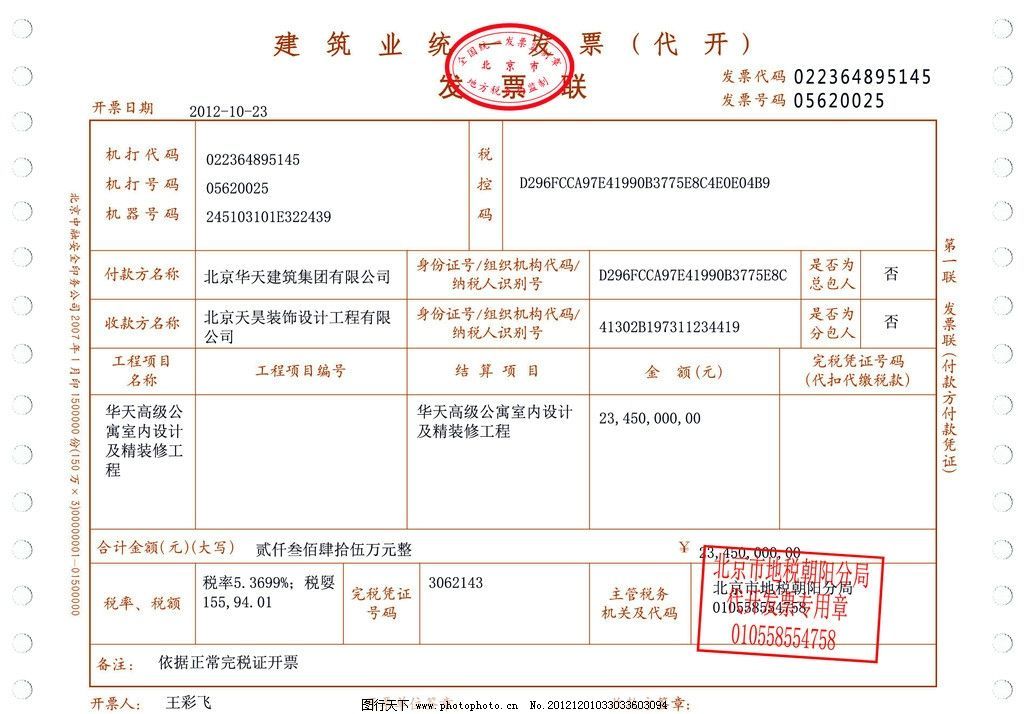 建筑业统一发票(代开)
发票联
全国统一发票监制章
北京市
地方税务局监制
发票代码 022364895145
发票号码 05620025
开票日期 2012-10-23
机打代码 022364895145
机打号码 05620025
机器号码 245103101E322439
税控码 D296FCCA97E41990B3775E8C4E0E04B9
付款方名称 北京华天建筑集团有限公司 身份证号/组织机构代码/
纳税人识别号 D296FCCA97E41990B3775E8C 是否为
总包人 否
收款方名称 北京天昊装饰设计工程有限
公司 身份证号/组织机构代码/
纳税人识别号 41302B197311234419 是否为
分包人 否
工程项目
名称 工程项目编号 结算项目 金 额(元) 完税凭证号码
(代扣代缴税款)
华天高级公
寓室内设计
及精装修工
程
华天高级公寓室内设计
及精装修工程
23,450,000,00
合计金额(元)(大写) 贰仟叁佰肆拾伍万元整 ¥ 23,450,000,00
税率、税额 税率5.3699%; 税嬰
155,94.01
完税凭证
号码 3062143
主管税务
机关及代码 北京市地税朝阳分局
010558554758
北京市地税朝阳分局
代开发票专用章
010558554758
备注: 依据正常完税证开票
开票人: 王彩飞
北京中融安全印务公司2007年1月印1500000份(150万×3)00000001-01500000
第一联 发票联(付款方付款凭证)
图行天下 www.photophoto.cn No.20121201033033603094